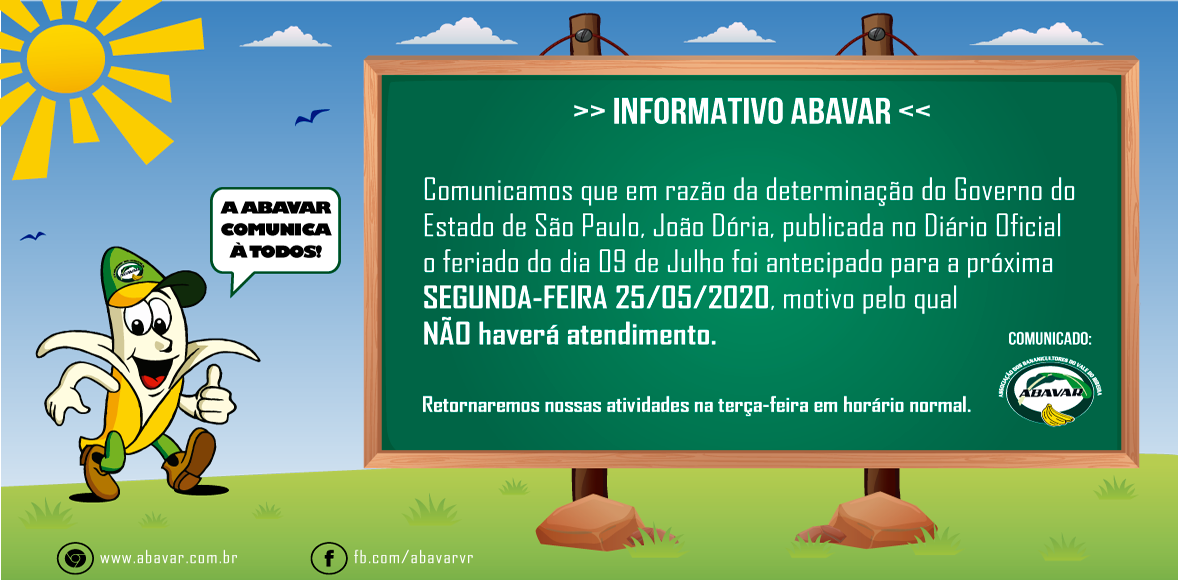 >> INFORMATIVO ABAVAR <<
A ABAVAR
COMUNICA
À TODOS!
Comunicamos que em razão da determinação do Governo do
Estado de São Paulo, João Dória, publicada no Diário Oficial
o feriado do dia 09 de Julho foi antecipado para a próxima
SEGUNDA-FEIRA 25/05/2020, motivo pelo qual
NÃO haverá atendimento.
COMUNICADO:
ASSOCIAÇÃO DOS BANANICULTORES DO VALE DO RIBEIRA
ABAVAR
Retornaremos nossas atividades na terça-feira em horário normal.
www.abavar.com.br
fb.com/abavarvr